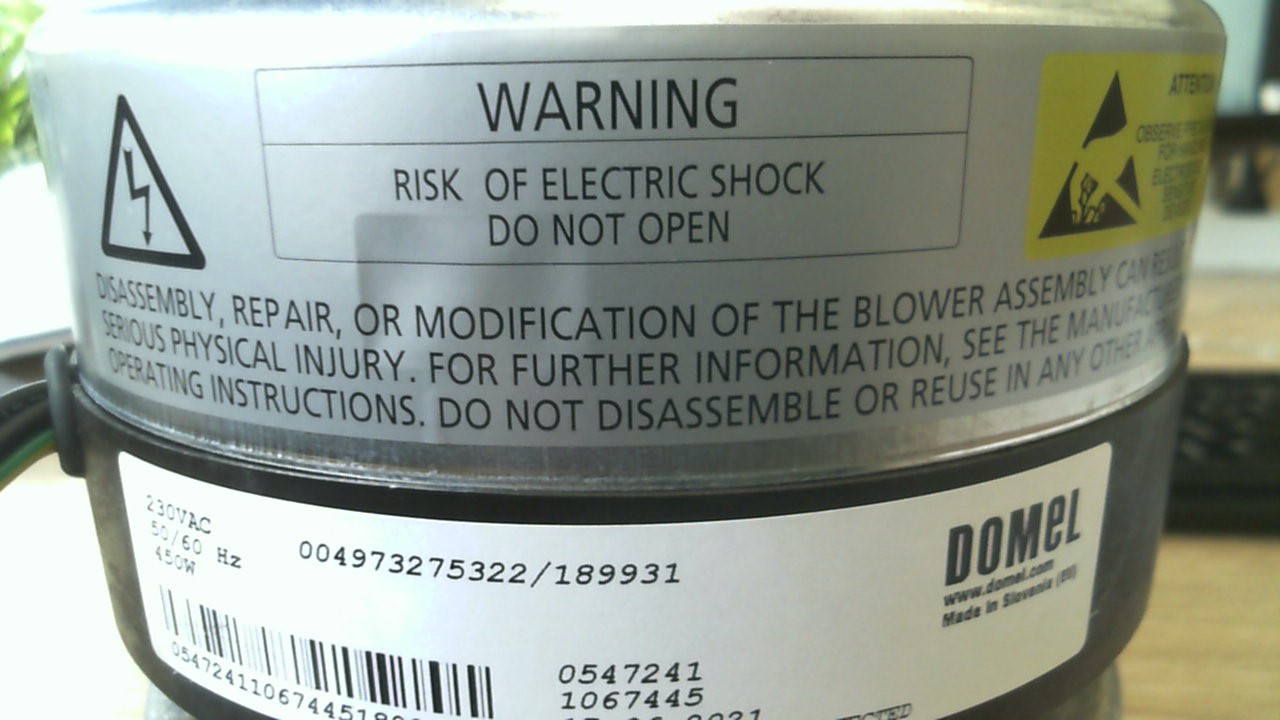 WARNING
RISK OF ELECTRIC SHOCK
DO NOT OPEN
ATTENTION
DISASSEMBLY, REPAIR, OR MODIFICATION OF THE BLOWER ASSEMBLY CAN
SERIOUS PHYSICAL INJURY. FOR FURTHER INFORMATION, SEE THE
OPERATING INSTRUCTIONS. DO NOT DISASSEMBLE OR REUSE IN ANY OTHER
230VAC
50/60 Hz
450W
004973275322/189931
DOMEL
www.domel.com
Made in Slovenia (EU)
0547241
1067445